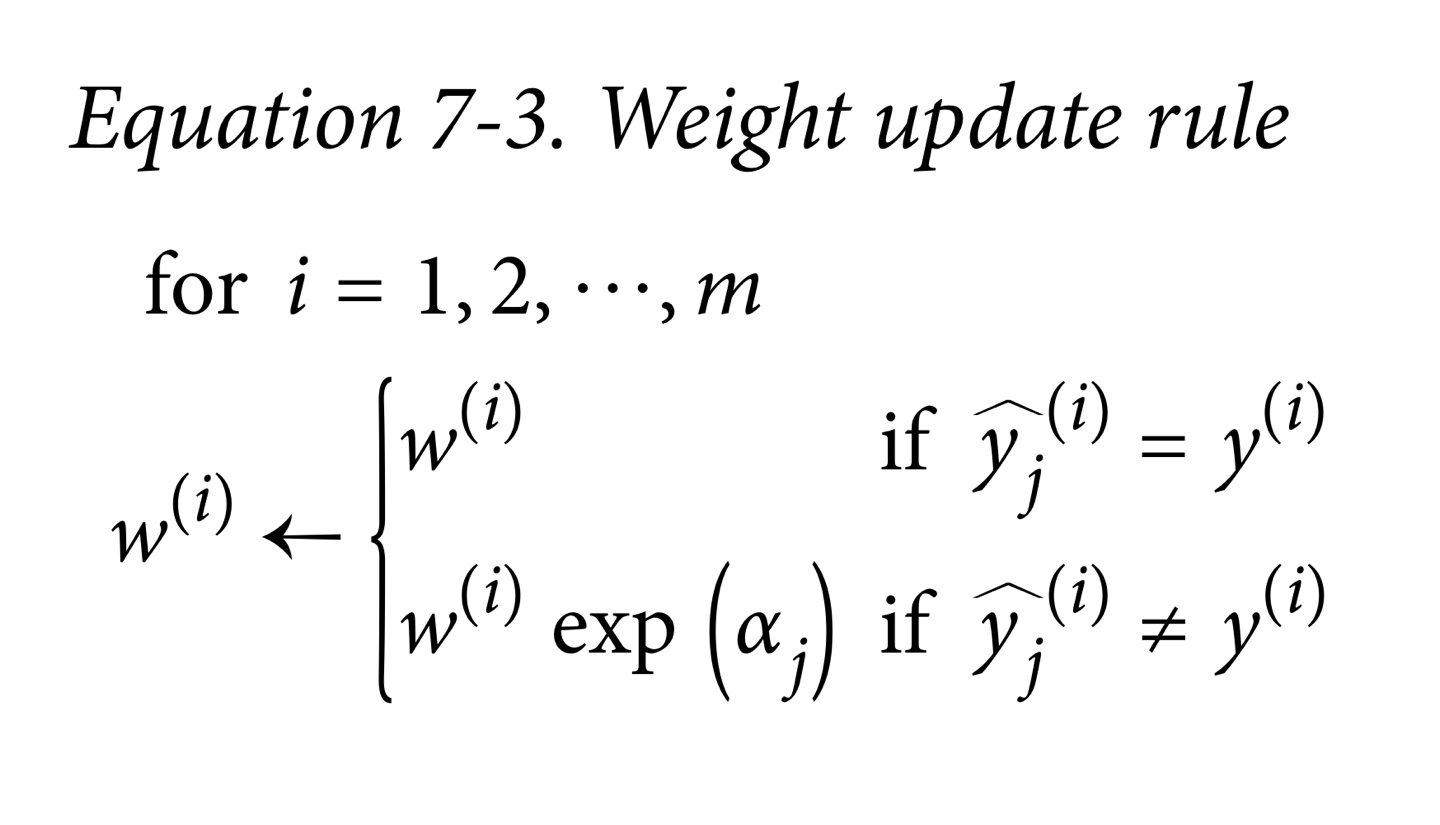 Equation 7-3. Weight update rule
for i = 1, 2, ⋯, m
w^(i) ← { w^(i) if ŷ_j^(i) = y^(i)
w^(i) exp (α_j) if ŷ_j^(i) ≠ y^(i)